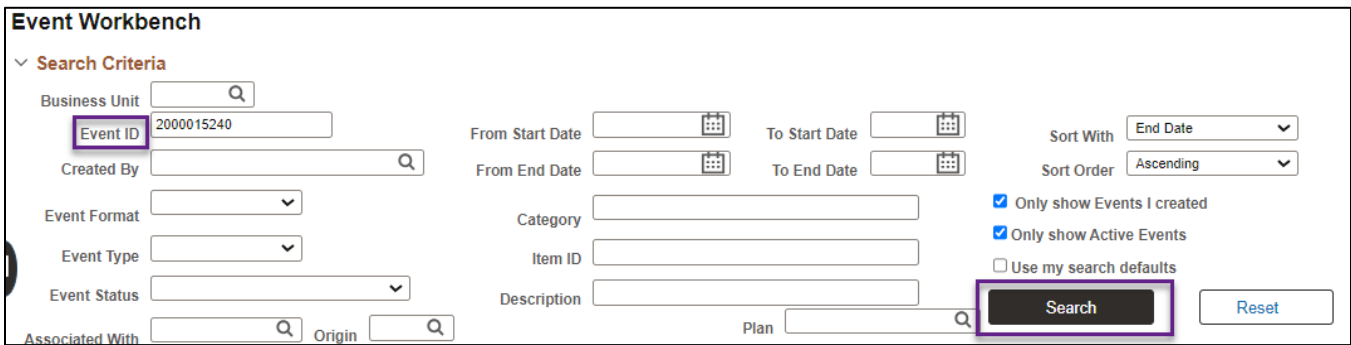 Event Workbench
Search Criteria
Business Unit
Event ID 2000015240 From Start Date To Start Date Sort With End Date
Created By From End Date To End Date Sort Order Ascending
Event Format Category Only show Events I created
Event Type Item ID Only show Active Events
Use my search defaults
Event Status Description Search Reset
Associated With Origin Plan